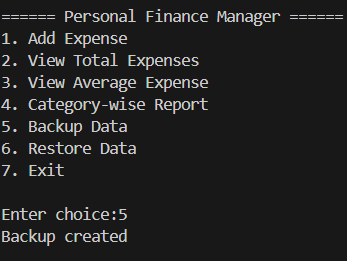 ====== Personal Finance Manager ======
1. Add Expense
2. View Total Expenses
3. View Average Expense
4. Category-wise Report
5. Backup Data
6. Restore Data
7. Exit
Enter choice:5
Backup created